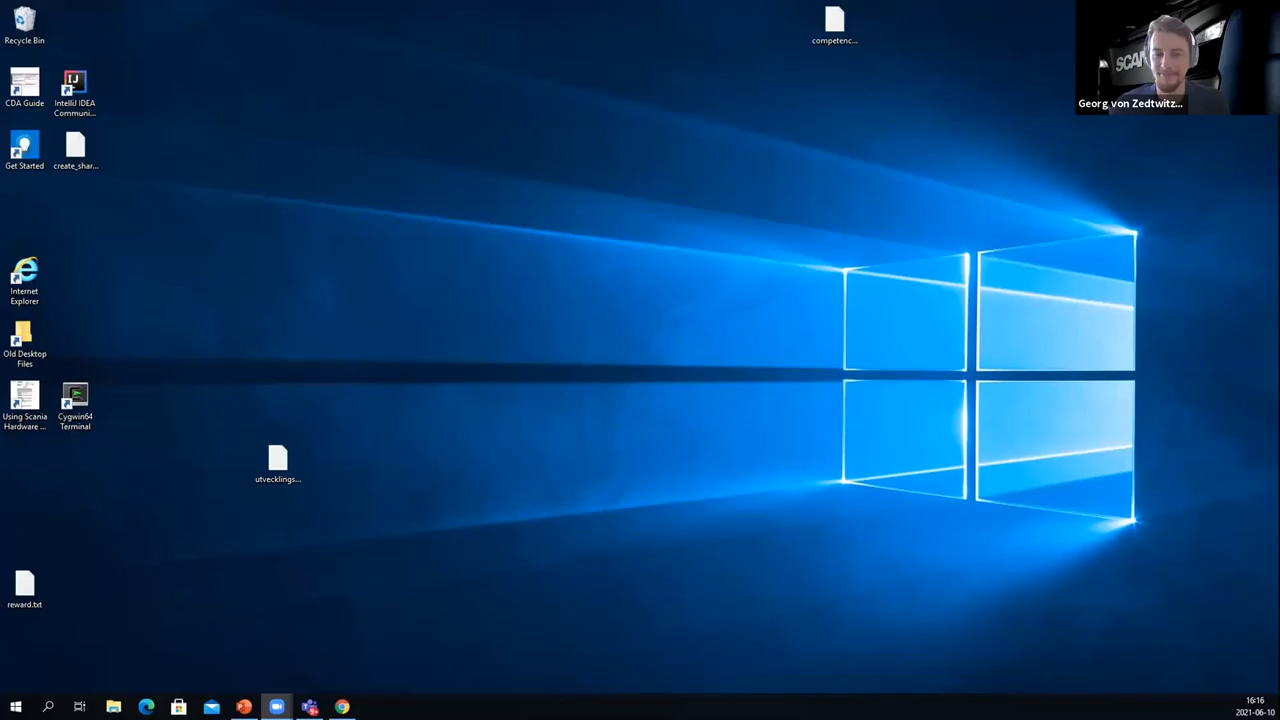 Recycle Bin
competenc...
SCAN
Georg von Zedtwitz...
CDA Guide
IntelliJ IDEA
Communi...
Get Started
create_shar...
Internet
Explorer
Old Desktop
Files
Using Scania
Hardware ...
Cygwin64
Terminal
utvecklings...
reward.txt
16:16
2021-06-10